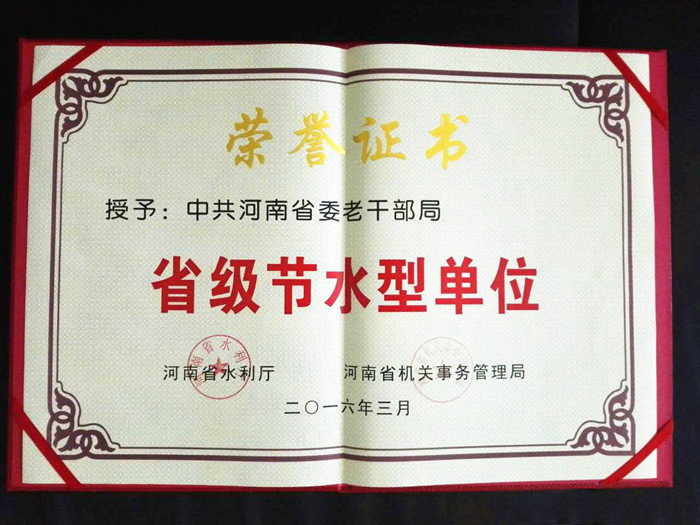 荣誉证书
授予：中共河南省委老干部局
省级节水型单位
河南省水利厅 河南省机关事务管理局
二〇一六年三月